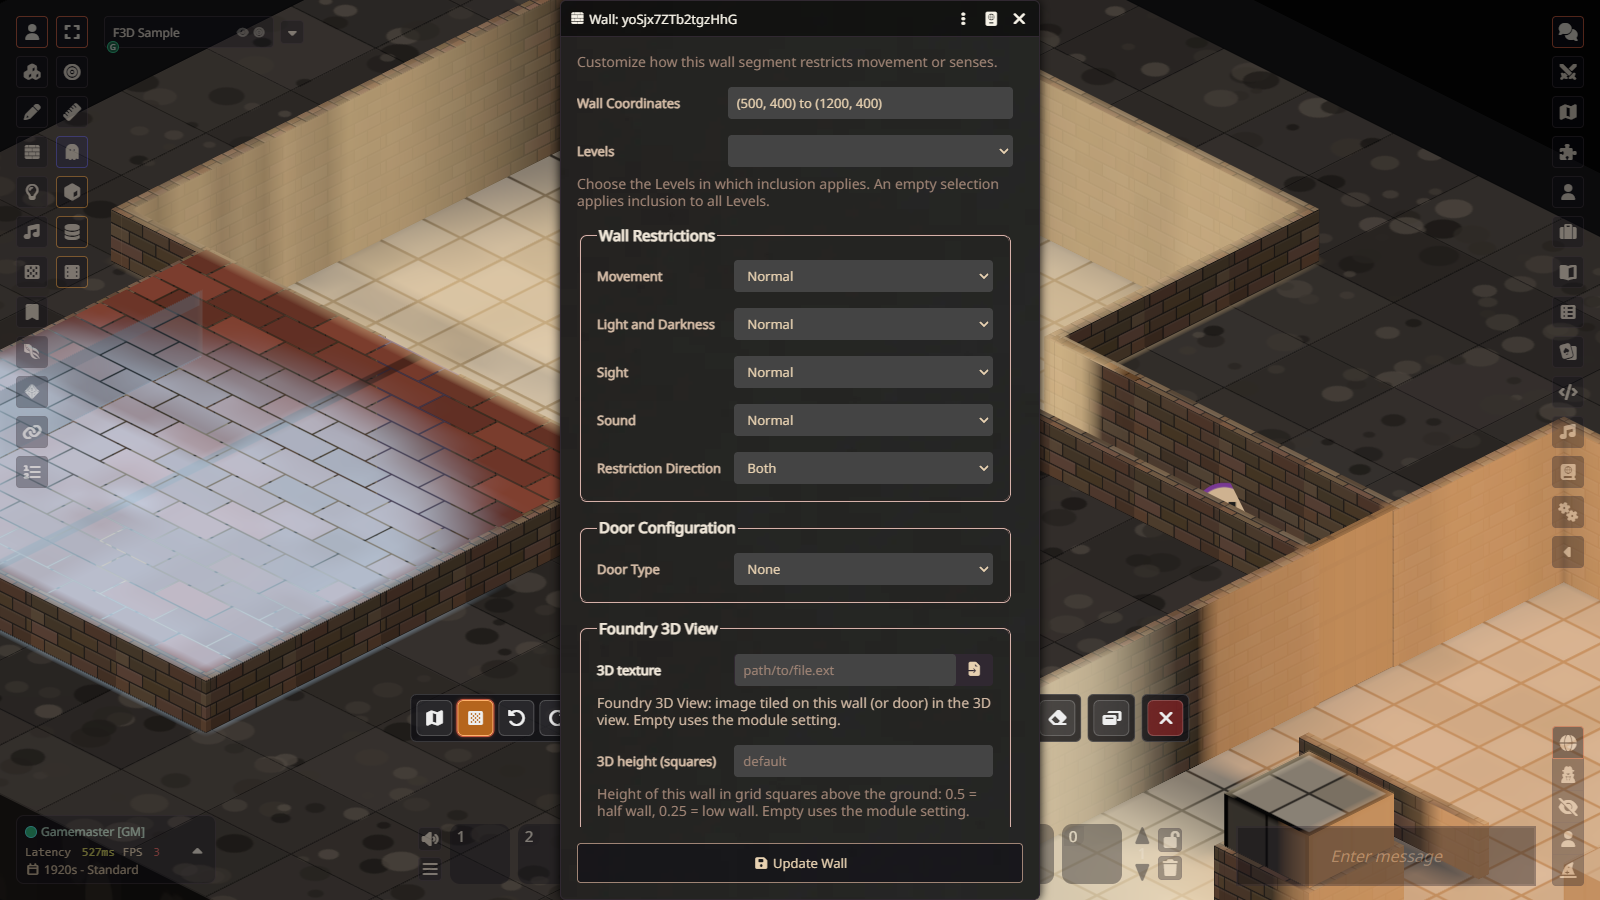 Wall: yoSjx7ZTb2tgzHhG
F3D Sample
G
Customize how this wall segment restricts movement or senses.
Wall Coordinates
(500, 400) to (1200, 400)
Levels
Choose the Levels in which inclusion applies. An empty selection
applies inclusion to all Levels.
Wall Restrictions
Movement
Normal
Light and Darkness
Normal
Sight
Normal
Sound
Normal
Restriction Direction
Both
Door Configuration
Door Type
None
Foundry 3D View
3D texture
path/to/file.ext
Foundry 3D View: image tiled on this wall (or door) in the 3D
view. Empty uses the module setting.
3D height (squares)
default
Height of this wall in grid squares above the ground: 0.5 =
half wall, 0.25 = low wall. Empty uses the module setting.
Update Wall
Gamemaster [GM]
Latency 527ms FPS 3
1920s - Standard
1
2
0
Enter message